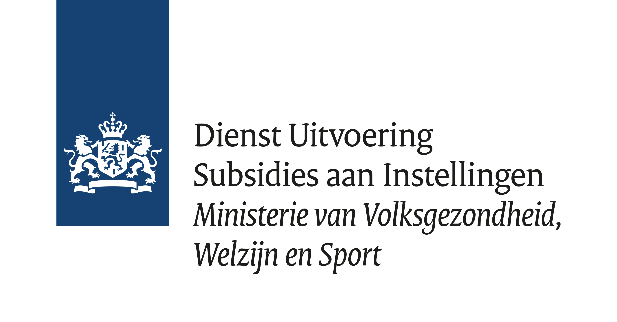 Dienst Uitvoering
Subsidies aan Instellingen
Ministerie van Volksgezondheid,
Welzijn en Sport